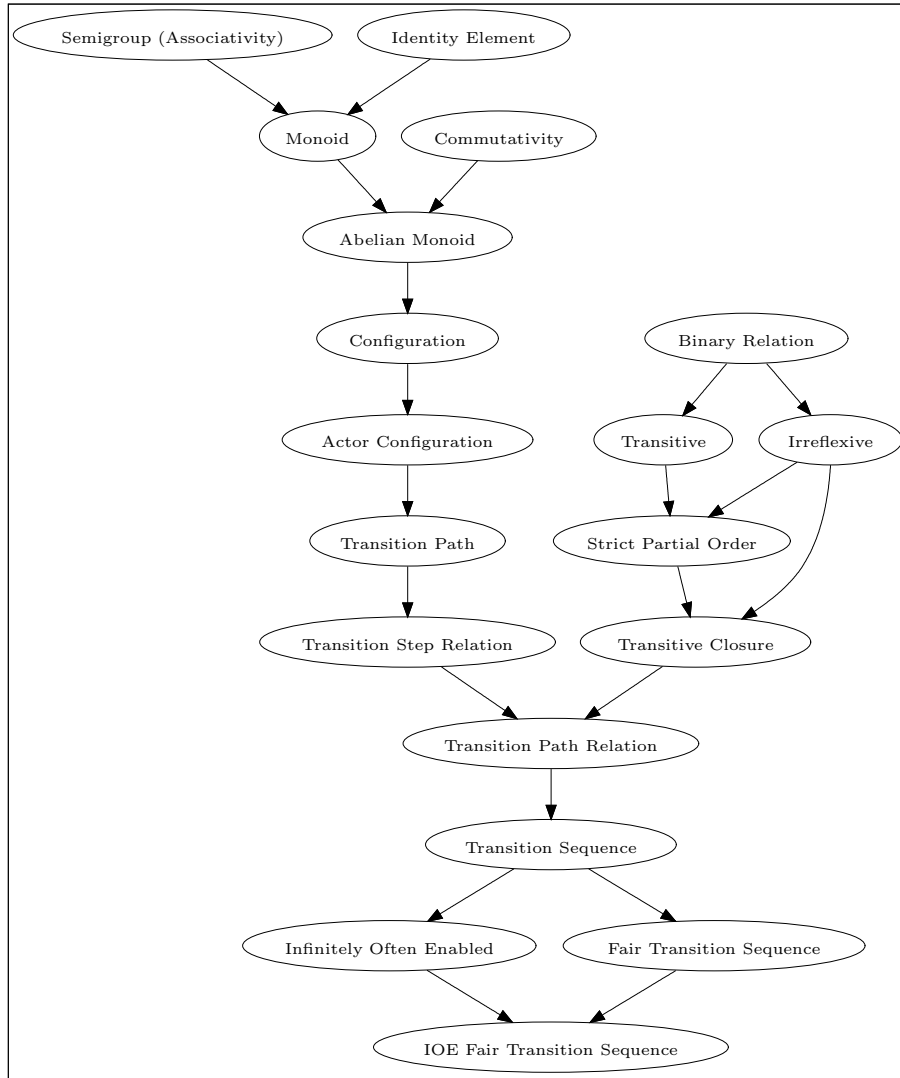 Semigroup (Associativity)
Identity Element
Monoid
Commutativity
Abelian Monoid
Configuration
Binary Relation
Actor Configuration
Transitive
Irreflexive
Transition Path
Strict Partial Order
Transition Step Relation
Transitive Closure
Transition Path Relation
Transition Sequence
Infinitely Often Enabled
Fair Transition Sequence
IOE Fair Transition Sequence